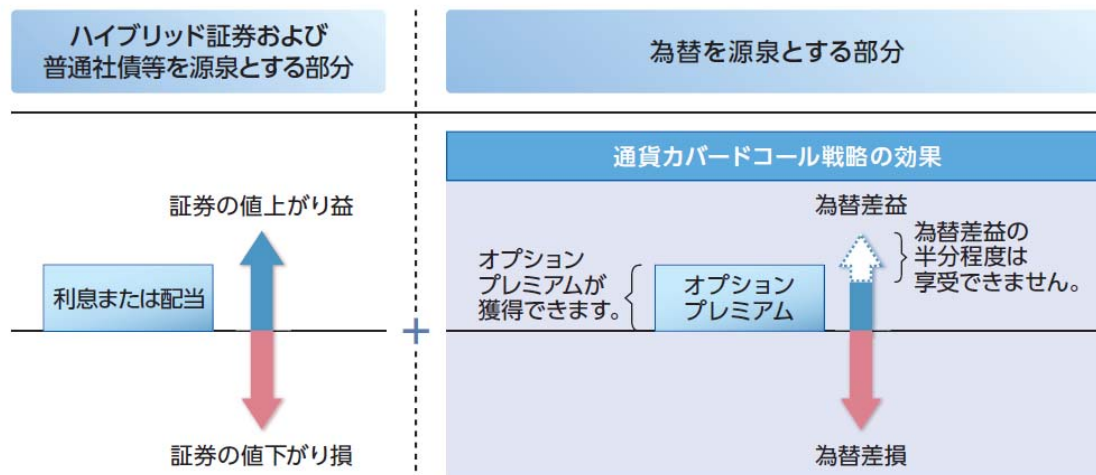 ハイブリッド証券および
普通社債等を源泉とする部分
為替を源泉とする部分
通貨カバードコール戦略の効果
証券の値上がり益
利息または配当
証券の値下がり損
+
オプション
プレミアムが
獲得できます。
オプション
プレミアム
為替差益
為替差益の
半分程度は
享受できません。
為替差損